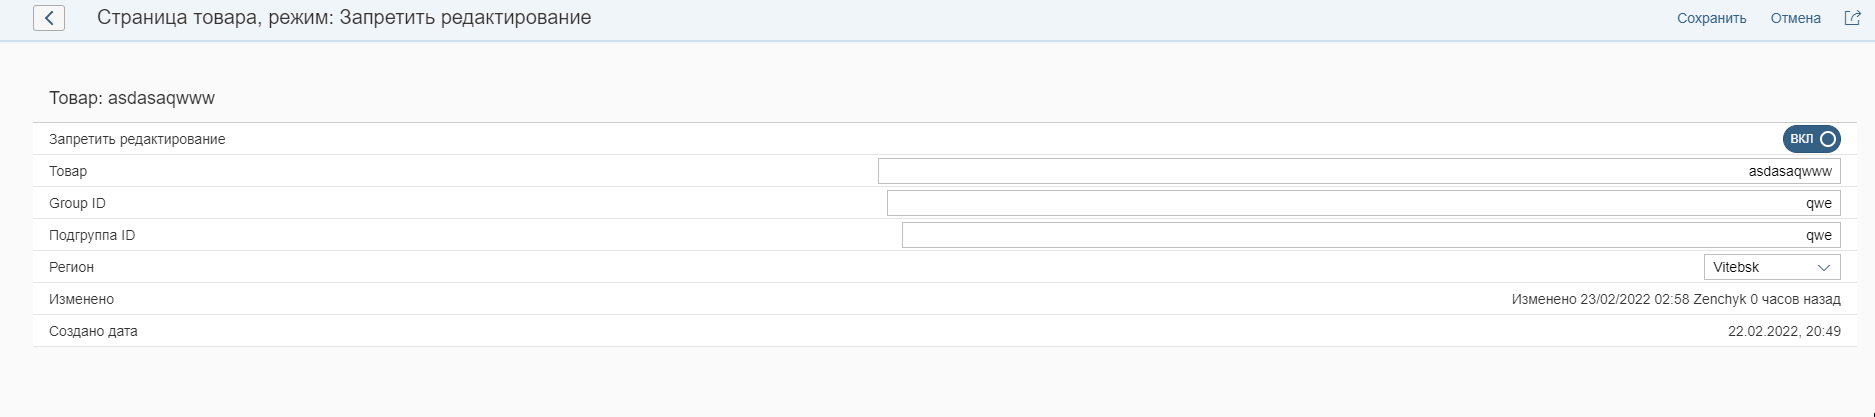 Страница товара, режим: Запретить редактирование Сохранить Отмена
Товар: asdasaqwww
Запретить редактирование ВКЛ
Товар asdasaqwww
Group ID qwe
Подгруппа ID qwe
Регион Vitebsk
Изменено Изменено 23/02/2022 02:58 Zenchyk 0 часов назад
Создано дата 22.02.2022, 20:49